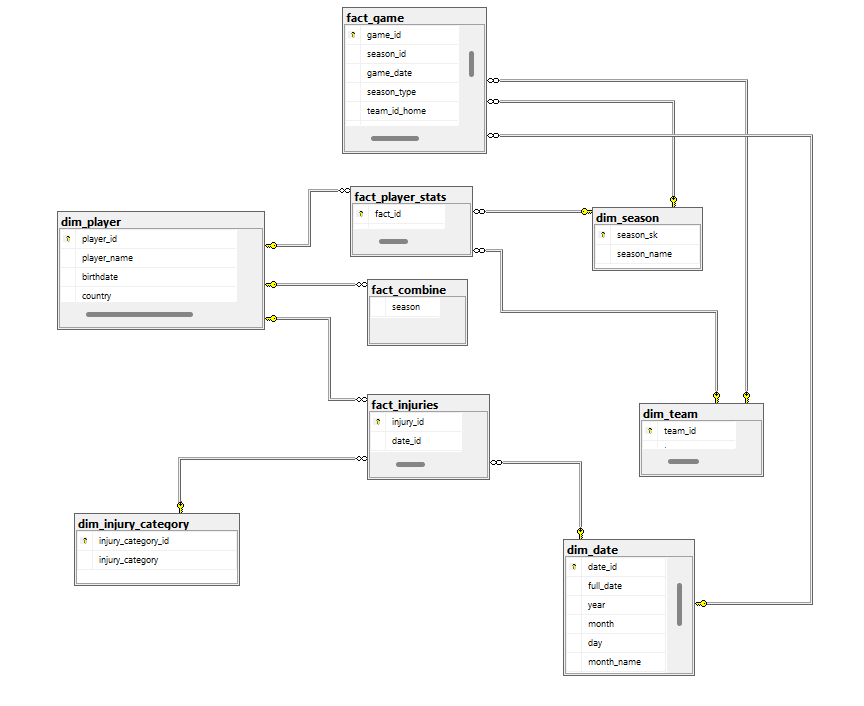 fact_game
game_id
season_id
game_date
season_type
team_id_home
fact_player_stats
fact_id
dim_player
player_id
player_name
birthdate
country
dim_season
season_sk
season_name
fact_combine
season
fact_injuries
injury_id
date_id
dim_team
team_id
dim_injury_category
injury_category_id
injury_category
dim_date
date_id
full_date
year
month
day
month_name